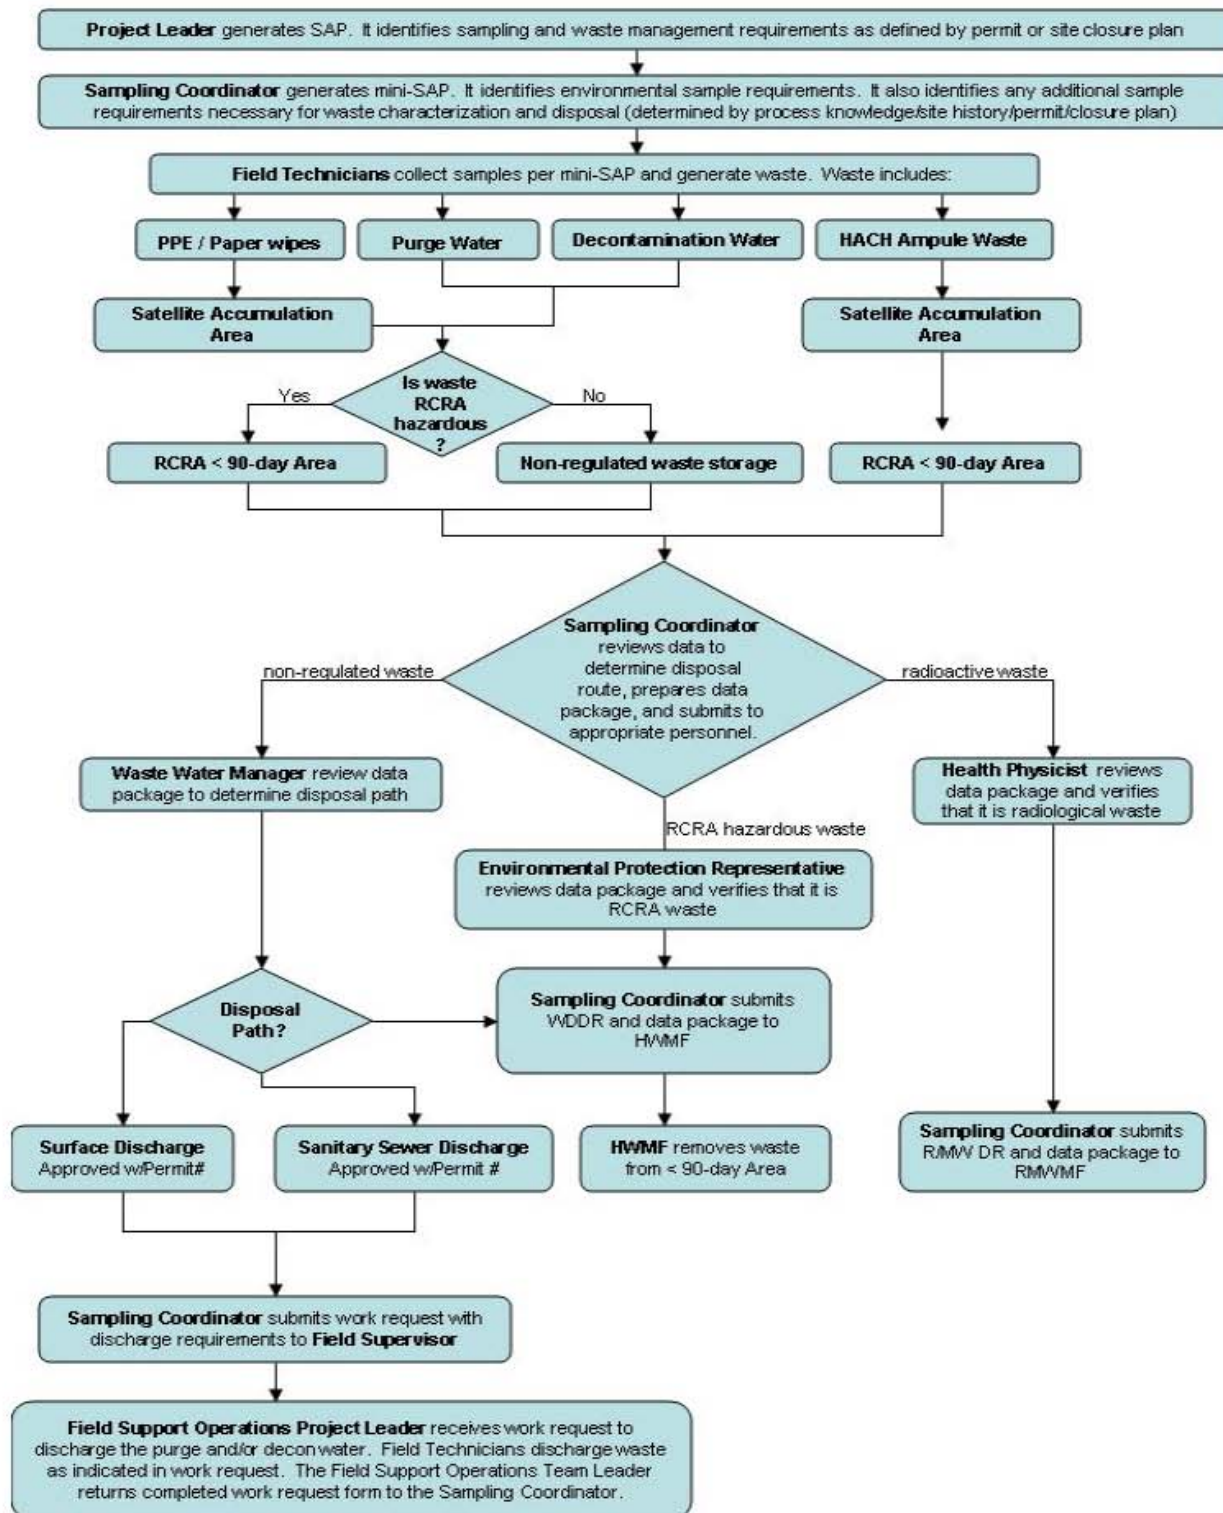 Project Leader generates SAP. It identifies sampling and waste management requirements as defined by permit or site closure plan
Sampling Coordinator generates mini-SAP. It identifies environmental sample requirements. It also identifies any additional sample
requirements necessary for waste characterization and disposal (determined by process knowledge/site history/permit/closure plan)
Field Technicians collect samples per mini-SAP and generate waste. Waste includes:
PPE / Paper wipes
Purge Water
Decontamination Water
HACH Ampule Waste
Satellite Accumulation
Area
Satellite Accumulation
Area
Is waste
RCRA
hazardous
?
Yes
No
RCRA < 90-day Area
Non-regulated waste storage
RCRA < 90-day Area
Sampling Coordinator
reviews data to
determine disposal
route, prepares data
package, and submits to
appropriate personnel.
non-regulated waste
radioactive waste
Waste Water Manager review data
package to determine disposal path
Health Physicist reviews
data package and verifies
that it is radiological waste
RCRA hazardous waste
Environmental Protection Representative
reviews data package and verifies that it is
RCRA waste
Disposal
Path?
Sampling Coordinator submits
WDDR and data package to
HWMF
Surface Discharge
Approved w/Permit#
Sanitary Sewer Discharge
Approved w/Permit #
HWMF removes waste
from < 90-day Area
Sampling Coordinator submits
R/MW DR and data package to
RMWMF
Sampling Coordinator submits work request with
discharge requirements to Field Supervisor
Field Support Operations Project Leader receives work request to
discharge the purge and/or decon water. Field Technicians discharge waste
as indicated in work request. The Field Support Operations Team Leader
returns completed work request form to the Sampling Coordinator.